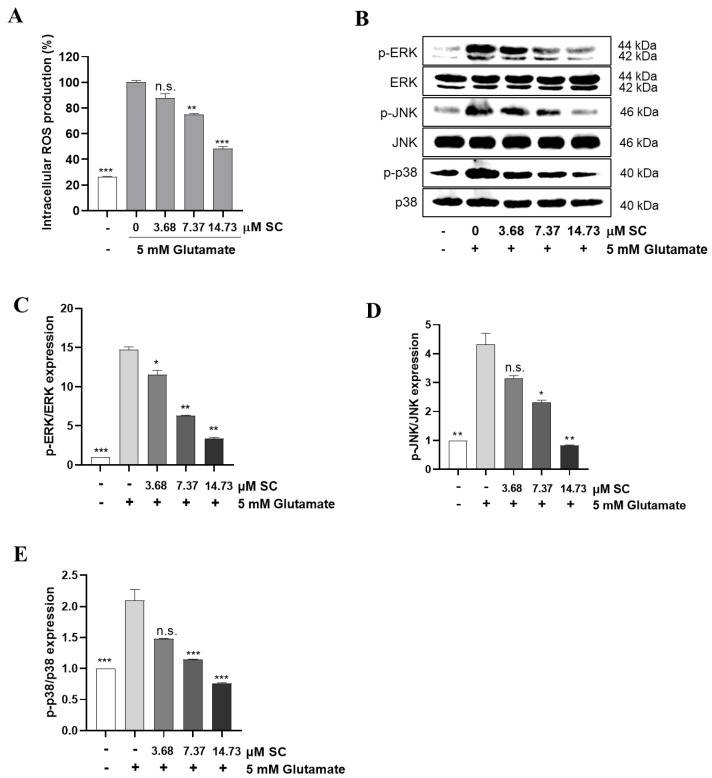 A
Intracellular ROS production (%)
120
100
80
60
40
20
0
***
n.s.
**
***
- 0 3.68 7.37 14.73 µM SC
- 5 mM Glutamate
B
p-ERK 44 kDa
42 kDa
ERK 44 kDa
42 kDa
p-JNK 46 kDa
JNK 46 kDa
p-p38 40 kDa
p38 40 kDa
- 0 3.68 7.37 14.73 µM SC
- + + + + 5 mM Glutamate
C
p-ERK/ERK expression
20
15
10
5
0
***
*
**
**
- - 3.68 7.37 14.73 µM SC
- + + + + 5 mM Glutamate
D
p-JNK/JNK expression
5
4
3
2
1
0
**
n.s.
*
**
- - 3.68 7.37 14.73 µM SC
- + + + + 5 mM Glutamate
E
p-p38/p38 expression
2.5
2.0
1.5
1.0
0.5
0.0
***
n.s.
***
***
- - 3.68 7.37 14.73 µM SC
- + + + + 5 mM Glutamate